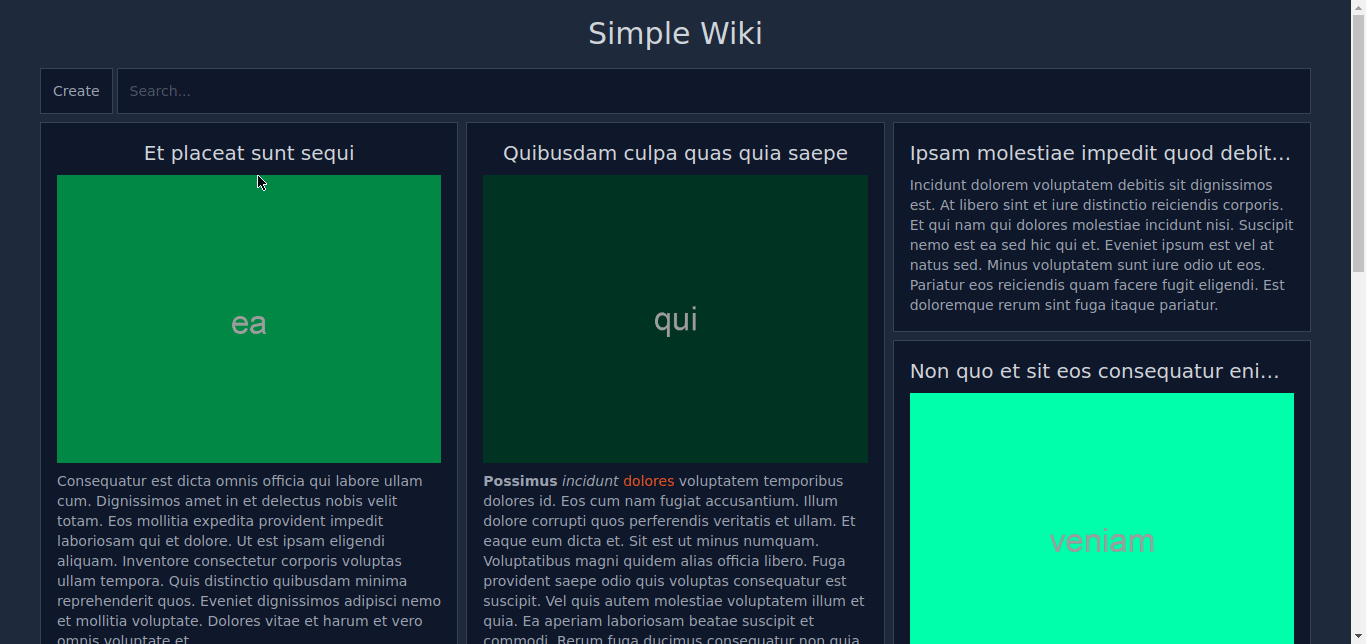 Simple Wiki
Create
Search...
Et placeat sunt sequi
ea
Consequatur est dicta omnis officia qui labore ullam
cum. Dignissimos amet in et delectus nobis velit
totam. Eos mollitia expedita provident impedit
laboriosam qui et dolore. Ut est ipsam eligendi
aliquam. Inventore consectetur corporis voluptas
ullam tempora. Quis distinctio quibusdam minima
reprehenderit quos. Eveniet dignissimos adipisci nemo
et mollitia voluptate. Dolores vitae et harum et vero
omnis voluptate et
Quibusdam culpa quas quia saepe
qui
Possimus incidunt dolores voluptatem temporibus
dolores id. Eos cum nam fugiat accusantium. Illum
dolore corrupti quos perferendis veritatis et ullam. Et
eaque eum dicta et. Sit est ut minus numquam.
Voluptatibus magni quidem alias officia libero. Fuga
provident saepe odio quis voluptas consequatur est
suscipit. Vel quis autem molestiae voluptatem illum et
quia. Ea aperiam laboriosam beatae suscipit et
commodi. Rerum fuga ducimus consequatur non quia
Ipsam molestiae impedit quod debit...
Incidunt dolorem voluptatem debitis sit dignissimos
est. At libero sint et iure distinctio reiciendis corporis.
Et qui nam qui dolores molestiae incidunt nisi. Suscipit
nemo est ea sed hic qui et. Eveniet ipsum est vel at
natus sed. Minus voluptatem sunt iure odio ut eos.
Pariatur eos reiciendis quam facere fugit eligendi. Est
doloremque rerum sint fuga itaque pariatur.
Non quo et sit eos consequatur eni...
veniam